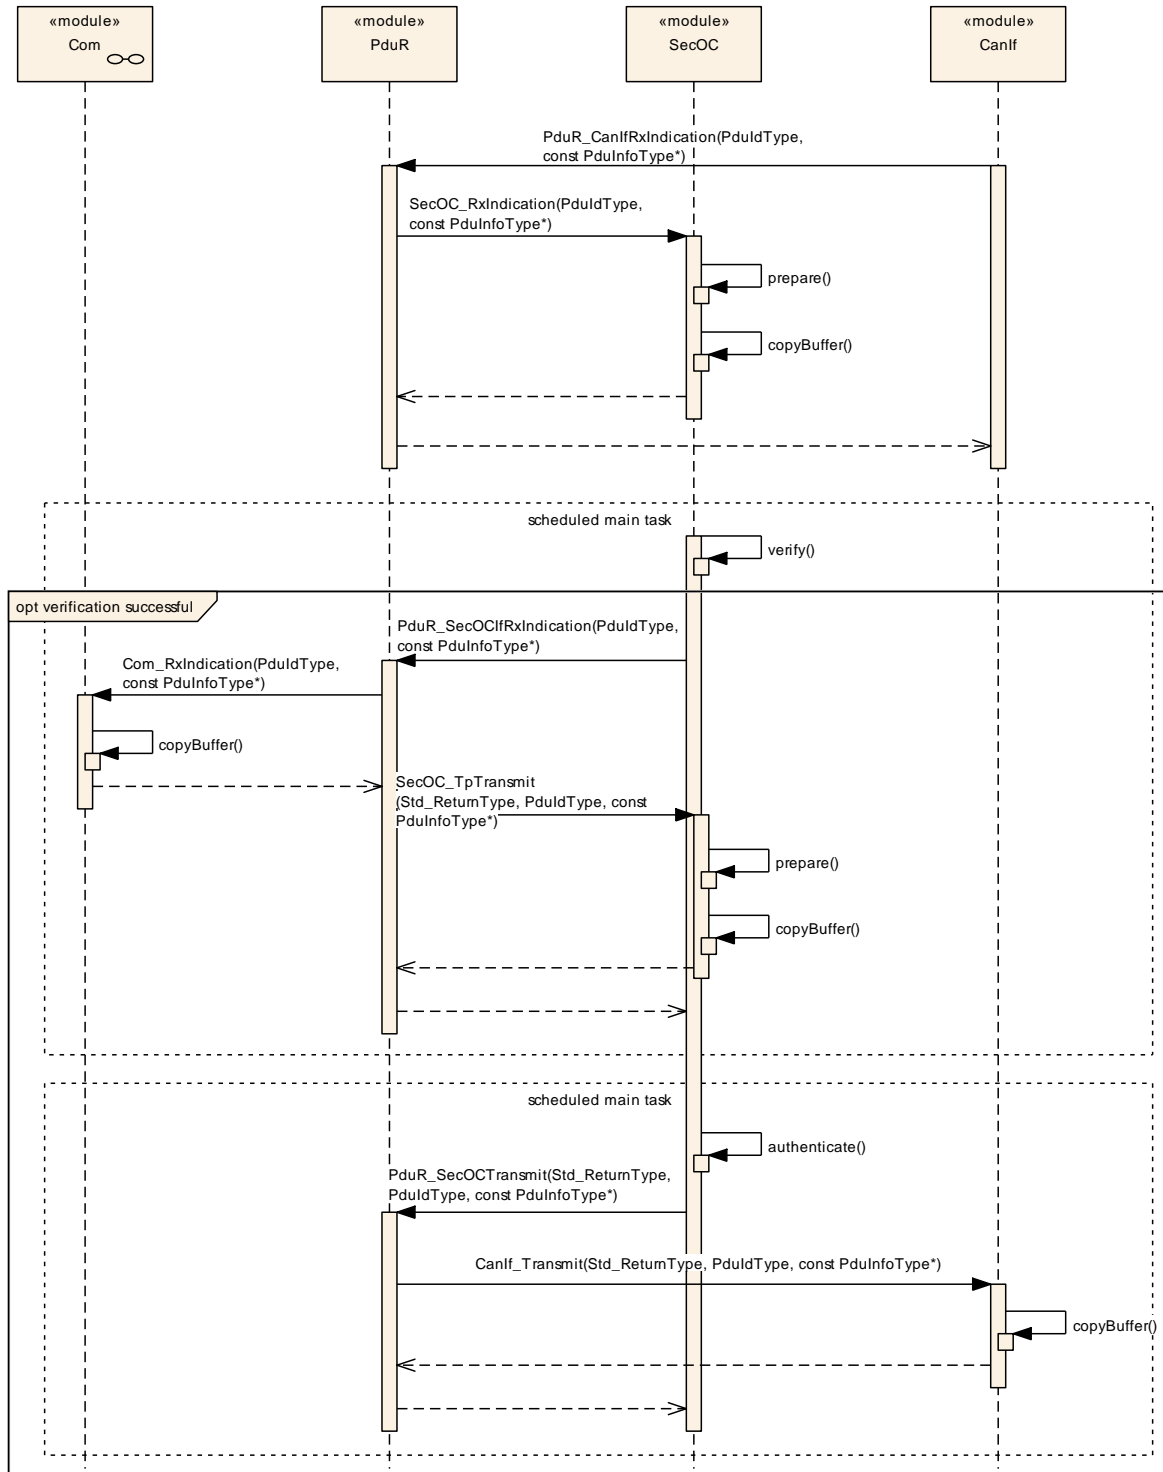 «module»
Com
«module»
PduR
«module»
SecOC
«module»
CanIf
PduR_CanIfRxIndication(PduIdType,
const PduInfoType*)
SecOC_RxIndication(PduIdType,
const PduInfoType*)
prepare()
copyBuffer()
scheduled main task
verify()
opt verification successful
PduR_SecOCIfRxIndication(PduIdType,
const PduInfoType*)
Com_RxIndication(PduIdType,
const PduInfoType*)
copyBuffer()
SecOC_TpTransmit
(Std_ReturnType, PduIdType, const
PduInfoType*)
prepare()
copyBuffer()
scheduled main task
authenticate()
PduR_SecOCTransmit(Std_ReturnType,
PduIdType, const PduInfoType*)
CanIf_Transmit(Std_ReturnType, PduIdType, const PduInfoType*)
copyBuffer()